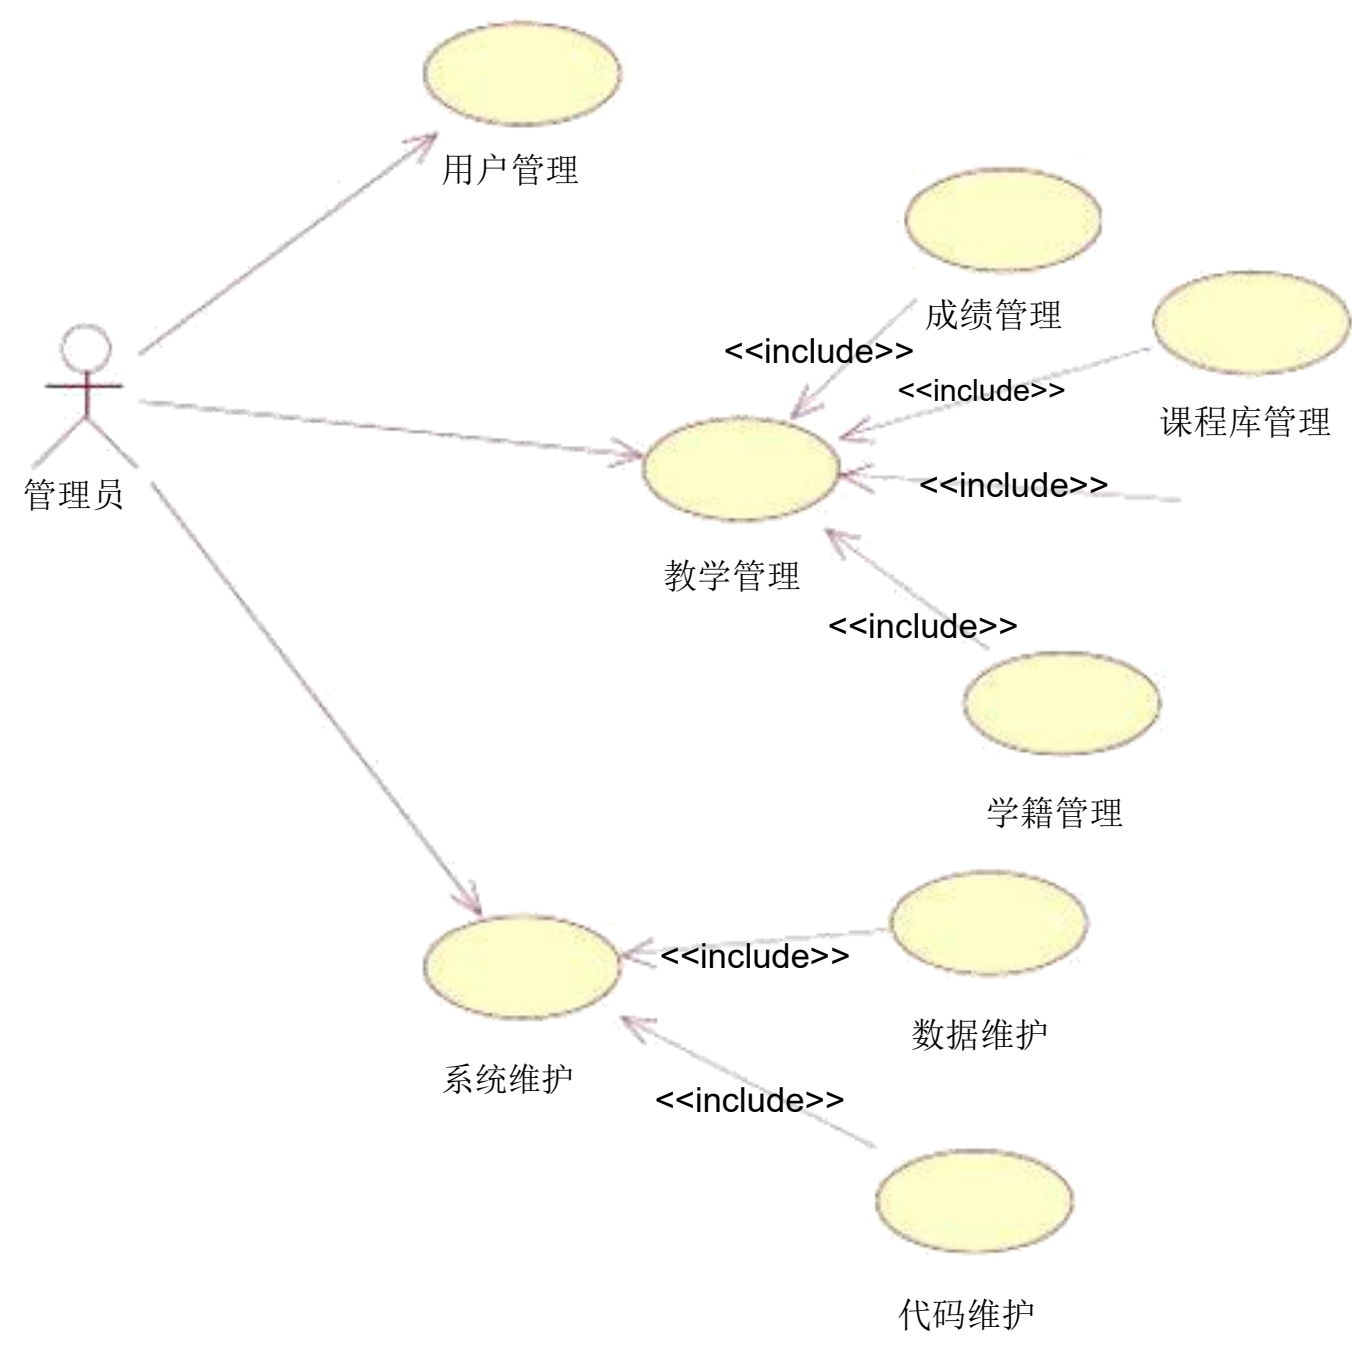 用户管理
成绩管理
<<include>>
<<include>>
课程库管理
管理员
<<include>>
教学管理
<<include>>
学籍管理
<<include>>
数据维护
系统维护
<<include>>
代码维护